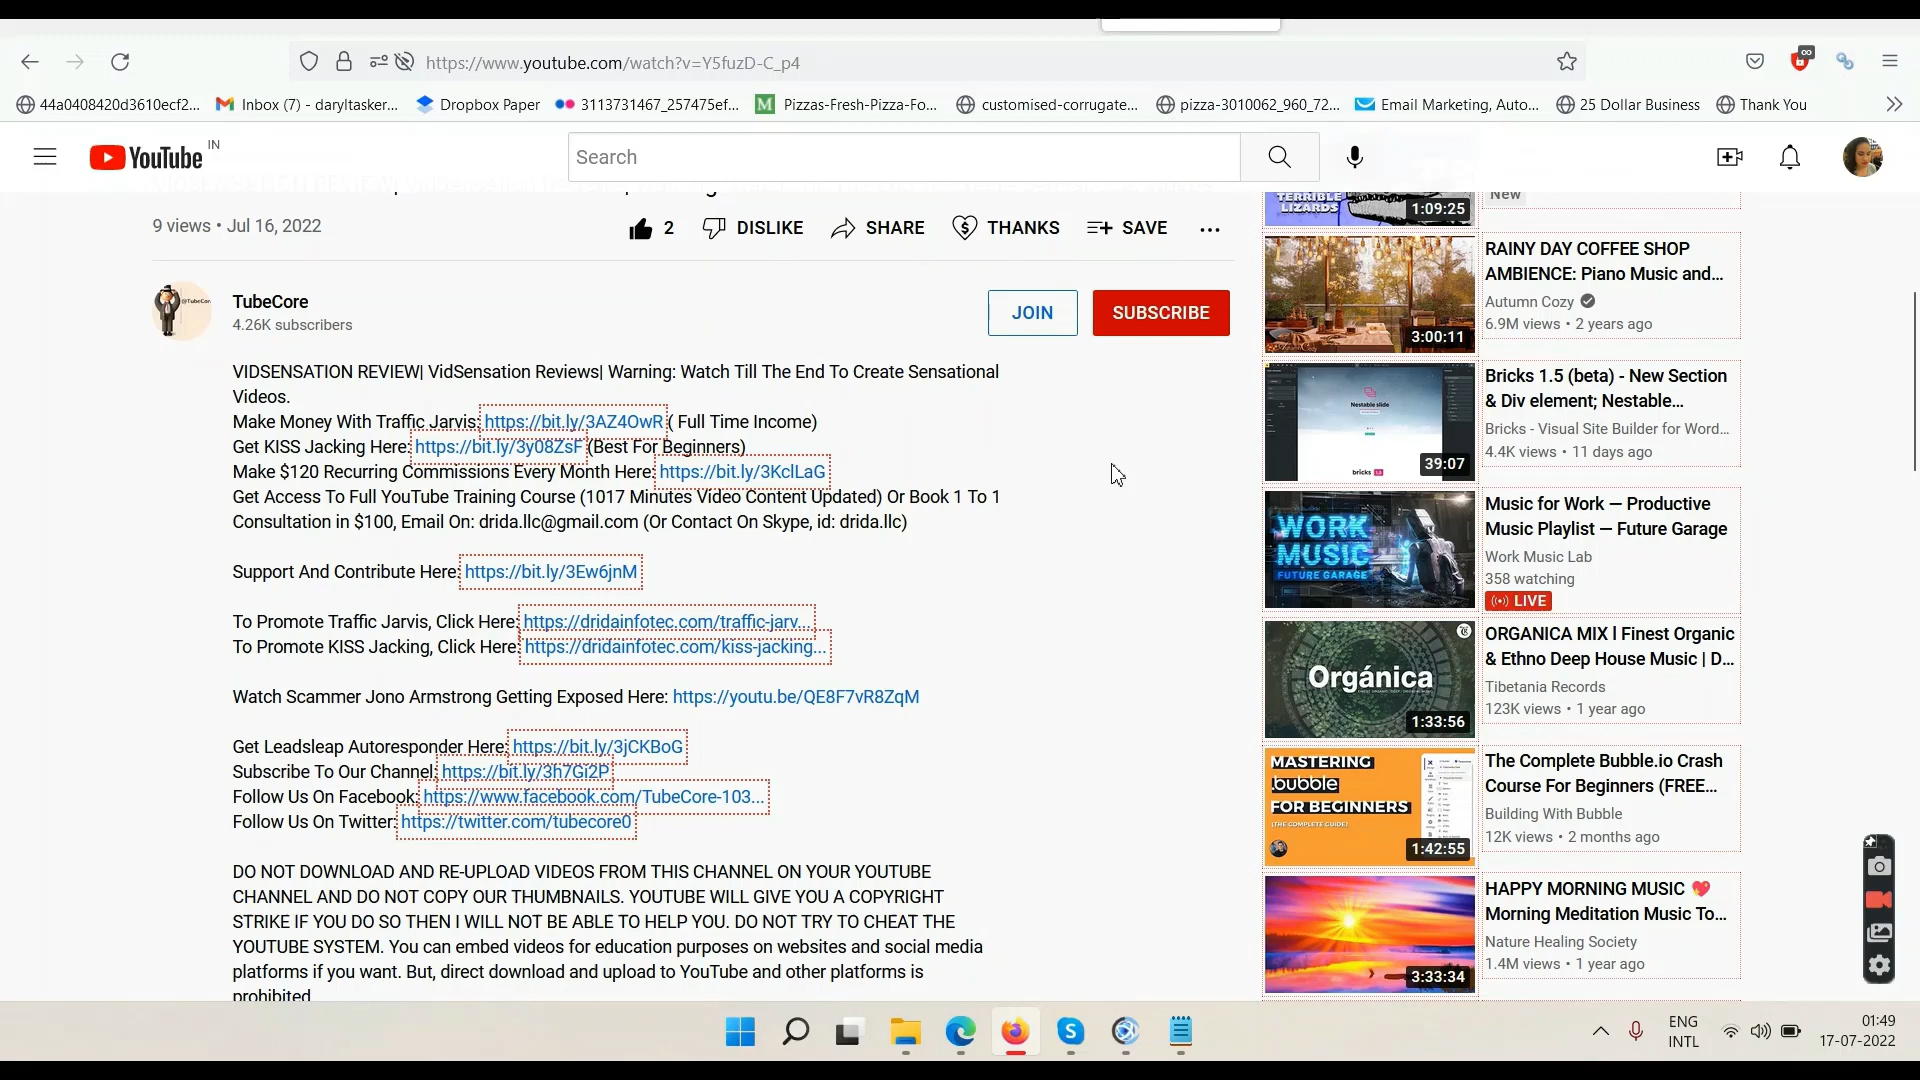 https://www.youtube.com/watch?v=Y5fuzD-C_p4
44a0408420d3610ecf2...
Inbox (7) - daryltasker...
Dropbox Paper
3113731467_257475ef...
Pizzas-Fresh-Pizza-Fo...
customised-corrugate...
pizza-3010062_960_72...
Email Marketing, Auto...
25 Dollar Business
Thank You
YouTube IN
Search
9 views • Jul 16, 2022
2
DISLIKE
SHARE
THANKS
SAVE
TubeCore
4.26K subscribers
JOIN
SUBSCRIBE
VIDSENSATION REVIEW| VidSensation Reviews| Warning: Watch Till The End To Create Sensational
Videos.
Make Money With Traffic Jarvis: https://bit.ly/3AZ4OwR ( Full Time Income)
Get KISS Jacking Here: https://bit.ly/3y08ZsF (Best For Beginners)
Make $120 Recurring Commissions Every Month Here: https://bit.ly/3KclLaG
Get Access To Full YouTube Training Course (1017 Minutes Video Content Updated) Or Book 1 To 1
Consultation in $100, Email On: drida.llc@gmail.com (Or Contact On Skype, id: drida.llc)
Support And Contribute Here: https://bit.ly/3Ew6jnM
To Promote Traffic Jarvis, Click Here: https://dridainfotec.com/traffic-jarv...
To Promote KISS Jacking, Click Here: https://dridainfotec.com/kiss-jacking...
Watch Scammer Jono Armstrong Getting Exposed Here: https://youtu.be/QE8F7vR8ZqM
Get Leadsleap Autoresponder Here: https://bit.ly/3jCKBoG
Subscribe To Our Channel: https://bit.ly/3h7Gi2P
Follow Us On Facebook: https://www.facebook.com/TubeCore-103...
Follow Us On Twitter: https://twitter.com/tubecore0
DO NOT DOWNLOAD AND RE-UPLOAD VIDEOS FROM THIS CHANNEL ON YOUR YOUTUBE
CHANNEL AND DO NOT COPY OUR THUMBNAILS. YOUTUBE WILL GIVE YOU A COPYRIGHT
STRIKE IF YOU DO SO THEN I WILL NOT BE ABLE TO HELP YOU. DO NOT TRY TO CHEAT THE
YOUTUBE SYSTEM. You can embed videos for education purposes on websites and social media
platforms if you want. But, direct download and upload to YouTube and other platforms is
prohibited
TERRIBLE
LIZARDS
1:09:25
New
3:00:11
RAINY DAY COFFEE SHOP
AMBIENCE: Piano Music and...
Autumn Cozy
6.9M views • 2 years ago
Nestable slide
bricks
39:07
Bricks 1.5 (beta) - New Section
& Div element; Nestable...
Bricks - Visual Site Builder for Word...
4.4K views • 11 days ago
WORK
MUSIC
FUTURE GARAGE
Music for Work — Productive
Music Playlist — Future Garage
Work Music Lab
358 watching
LIVE
Orgánica
1:33:56
ORGANICA MIX l Finest Organic
& Ethno Deep House Music | D...
Tibetania Records
123K views • 1 year ago
MASTERING
.bubble
FOR BEGINNERS
(THE COMPLETE GUIDE)
1:42:55
The Complete Bubble.io Crash
Course For Beginners (FREE...
Building With Bubble
12K views • 2 months ago
3:33:34
HAPPY MORNING MUSIC 💖
Morning Meditation Music To...
Nature Healing Society
1.4M views • 1 year ago
ENG
INTL
01:49
17-07-2022